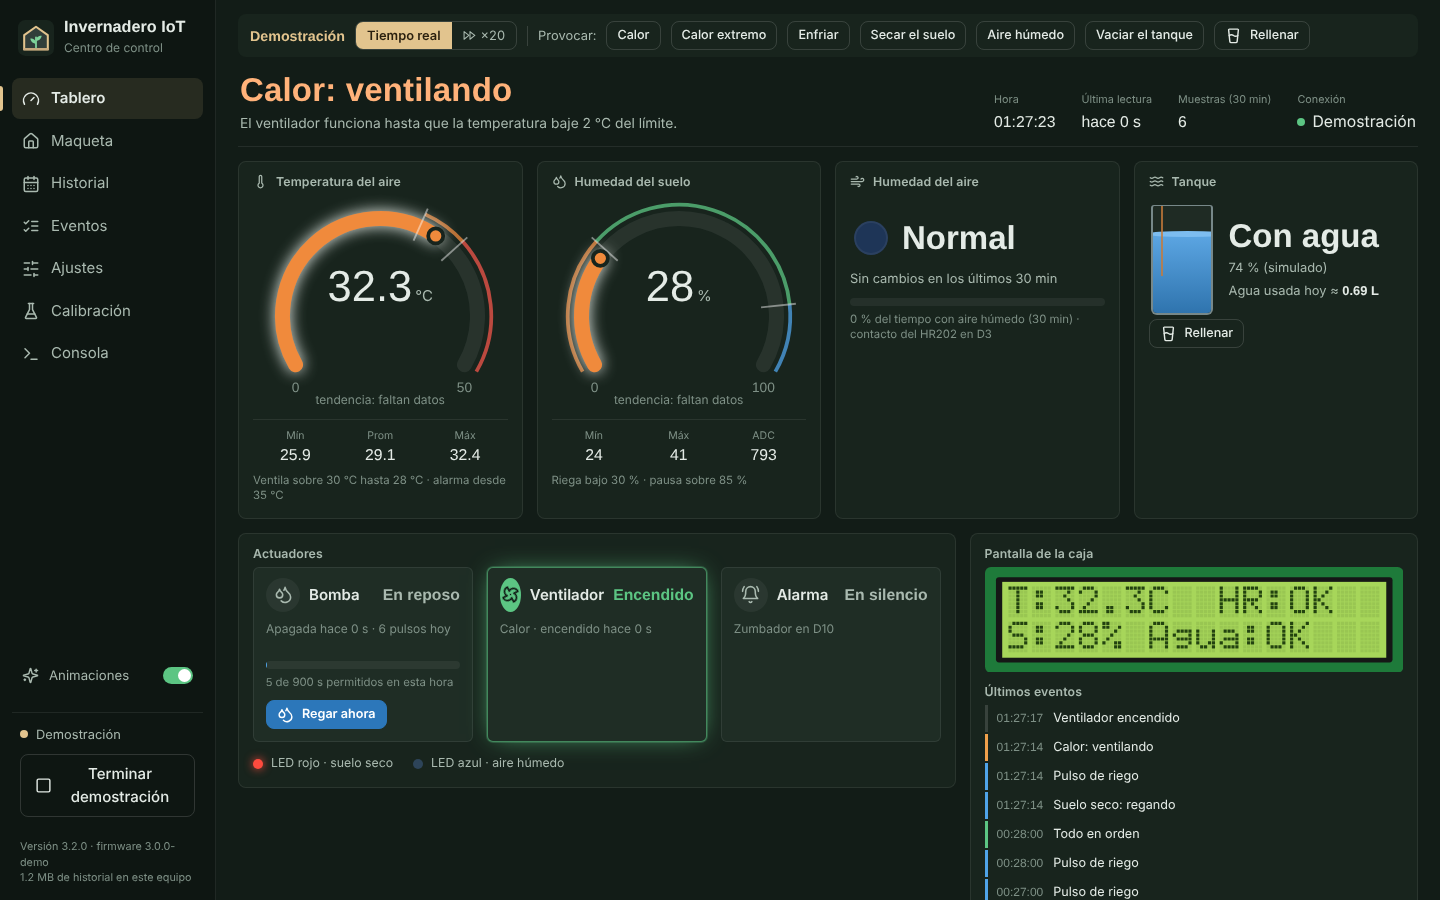 Invernadero IoT
Centro de control
Tablero
Maqueta
Historial
Eventos
Ajustes
Calibración
Consola
Animaciones
Demostración
Terminar
demostración
Versión 3.2.0 · firmware 3.0.0-
demo
1.2 MB de historial en este equipo
Demostración Tiempo real ×20 Provocar: Calor Calor extremo Enfriar Secar el suelo Aire húmedo Vaciar el tanque Rellenar
Calor: ventilando
El ventilador funciona hasta que la temperatura baje 2 °C del límite.
Hora Última lectura Muestras (30 min) Conexión
01:27:23 hace 0 s 6 Demostración
Temperatura del aire
32.3 °C
0 50
tendencia: faltan datos
Mín Prom Máx
25.9 29.1 32.4
Ventila sobre 30 °C hasta 28 °C · alarma desde
35 °C
Humedad del suelo
28 %
0 100
tendencia: faltan datos
Mín Máx ADC
24 41 793
Riega bajo 30 % · pausa sobre 85 %
Humedad del aire
Normal
Sin cambios en los últimos 30 min
0 % del tiempo con aire húmedo (30 min) ·
contacto del HR202 en D3
Tanque
Con agua
74 % (simulado)
Agua usada hoy ≈ 0.69 L
Rellenar
Actuadores
Bomba En reposo
Apagada hace 0 s · 6 pulsos hoy
5 de 900 s permitidos en esta hora
Regar ahora
Ventilador Encendido
Calor · encendido hace 0 s
Alarma En silencio
Zumbador en D10
LED rojo · suelo seco LED azul · aire húmedo
Pantalla de la caja
T:32.3C HR:OK
S:28% Agua:OK
Últimos eventos
01:27:17 Ventilador encendido
01:27:14 Calor: ventilando
01:27:14 Pulso de riego
01:27:14 Suelo seco: regando
00:28:00 Todo en orden
00:28:00 Pulso de riego
00:27:00 Pulso de riego